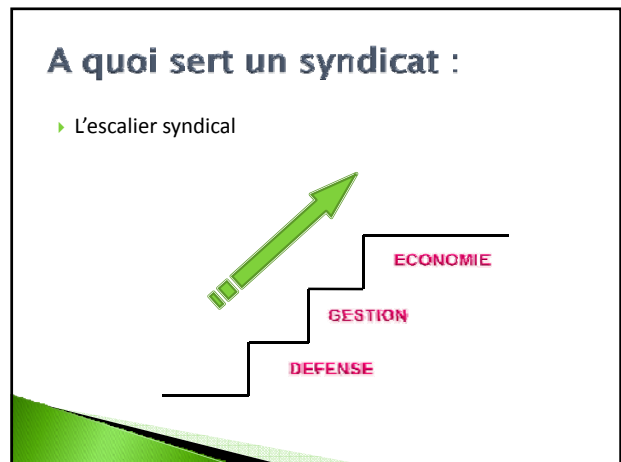 A quoi sert un syndicat :
L'escalier syndical
ECONOMIE
GESTION
DEFENSE